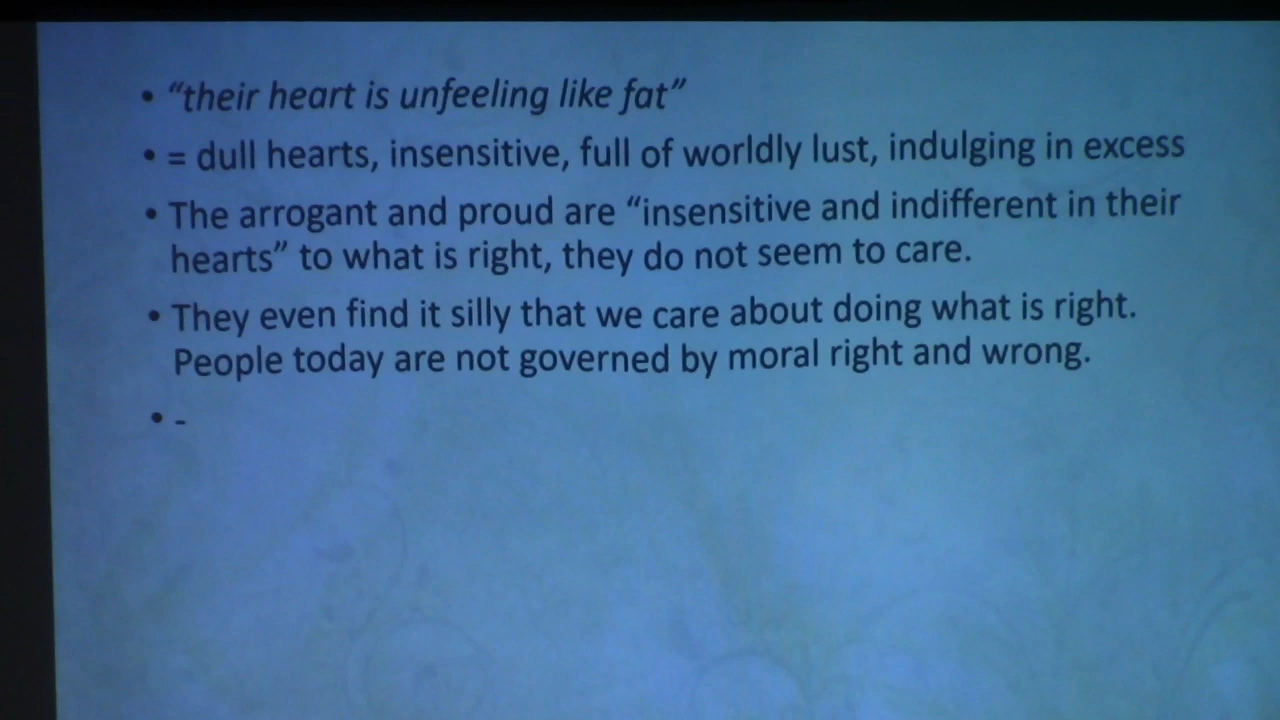 • “their heart is unfeeling like fat”
• = dull hearts, insensitive, full of worldly lust, indulging in excess
• The arrogant and proud are “insensitive and indifferent in their
hearts” to what is right, they do not seem to care.
• They even find it silly that we care about doing what is right.
People today are not governed by moral right and wrong.
• -